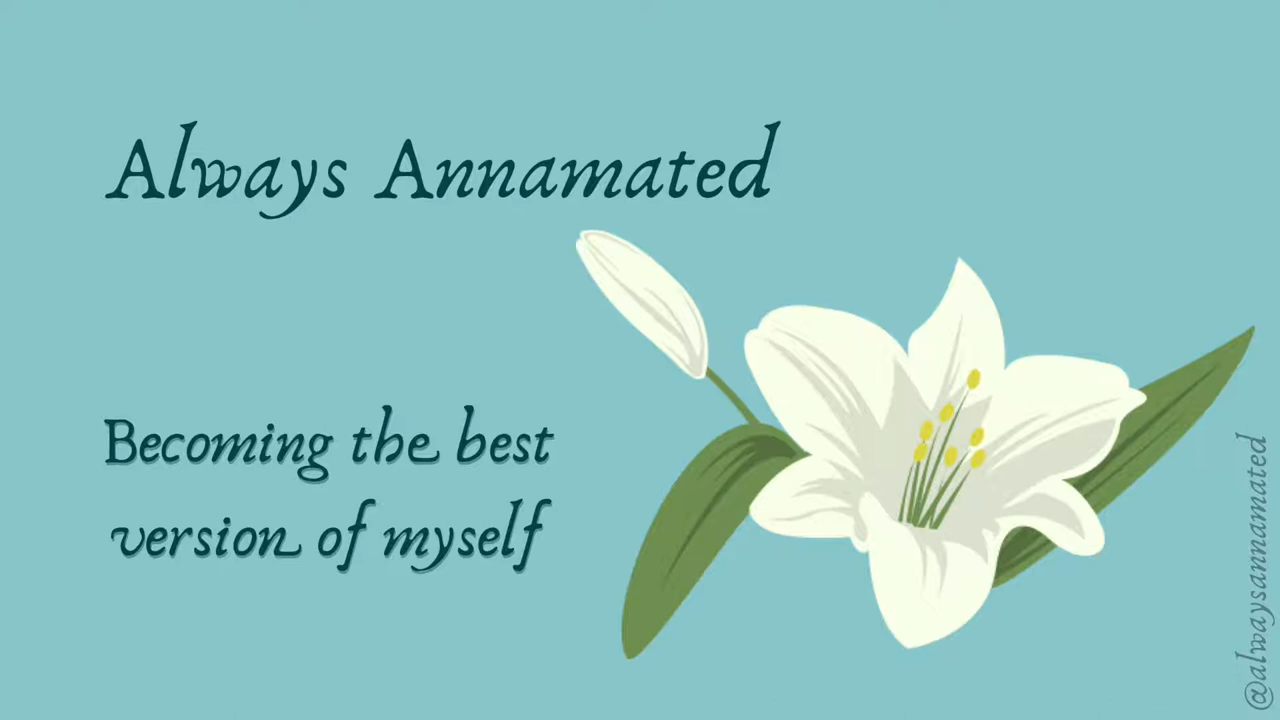 Always Annamated
Becoming the best
version of myself
@alwaysannamated